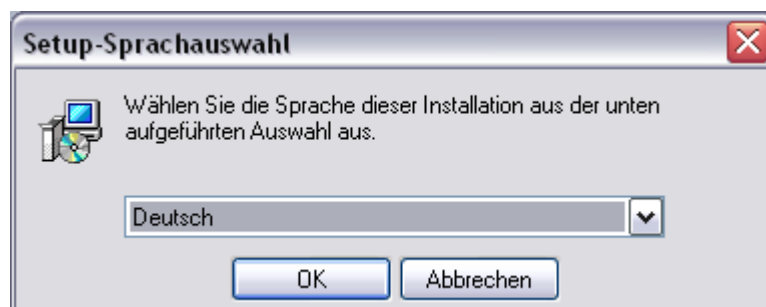 Setup-Sprachauswahl
Wählen Sie die Sprache dieser Installation aus der unten
aufgeführten Auswahl aus.
Deutsch
OK
Abbrechen